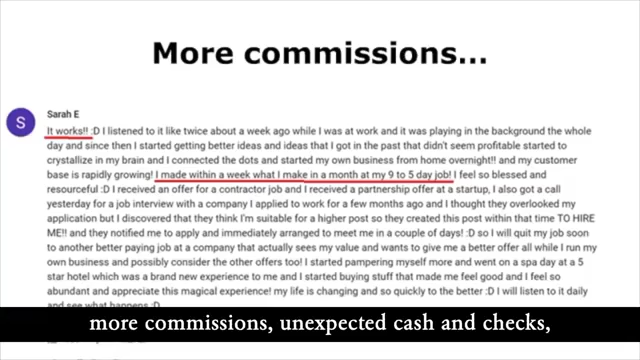 More commissions...
S
Sarah E
It works!! :D I listened to it like twice about a week ago while I was at work and it was playing in the background the whole
day and since then I started getting better ideas and ideas that I got in the past that didn't seem profitable started to
crystallize in my brain and I connected the dots and started my own business from home overnight!! and my customer
base is rapidly growing! I made within a week what I make in a month at my 9 to 5 day job! I feel so blessed and
resourceful :D I received an offer for a contractor job and I received a partnership offer at a startup, I also got a call
yesterday for a job interview with a company I applied to work for a few months ago and I thought they overlooked my
application but I discovered that they think I'm suitable for a higher post so they created this post within that time TO HIRE
ME!! and they notified me to apply and immediately arranged to meet me in a couple of days! :D so I will quit my job soon
to another better paying job at a company that actually sees my value and wants to give me a better offer all while I run my
own business and possibly consider the other offers too! I started pampering myself more and went on a spa day at a 5
star hotel which was a brand new experience to me and I started buying stuff that made me feel good and I feel so
abundant and appreciate this magical experience! my life is changing and so quickly to the better :D I will listen to it daily
and see what happens :D
more commissions, unexpected cash and checks,